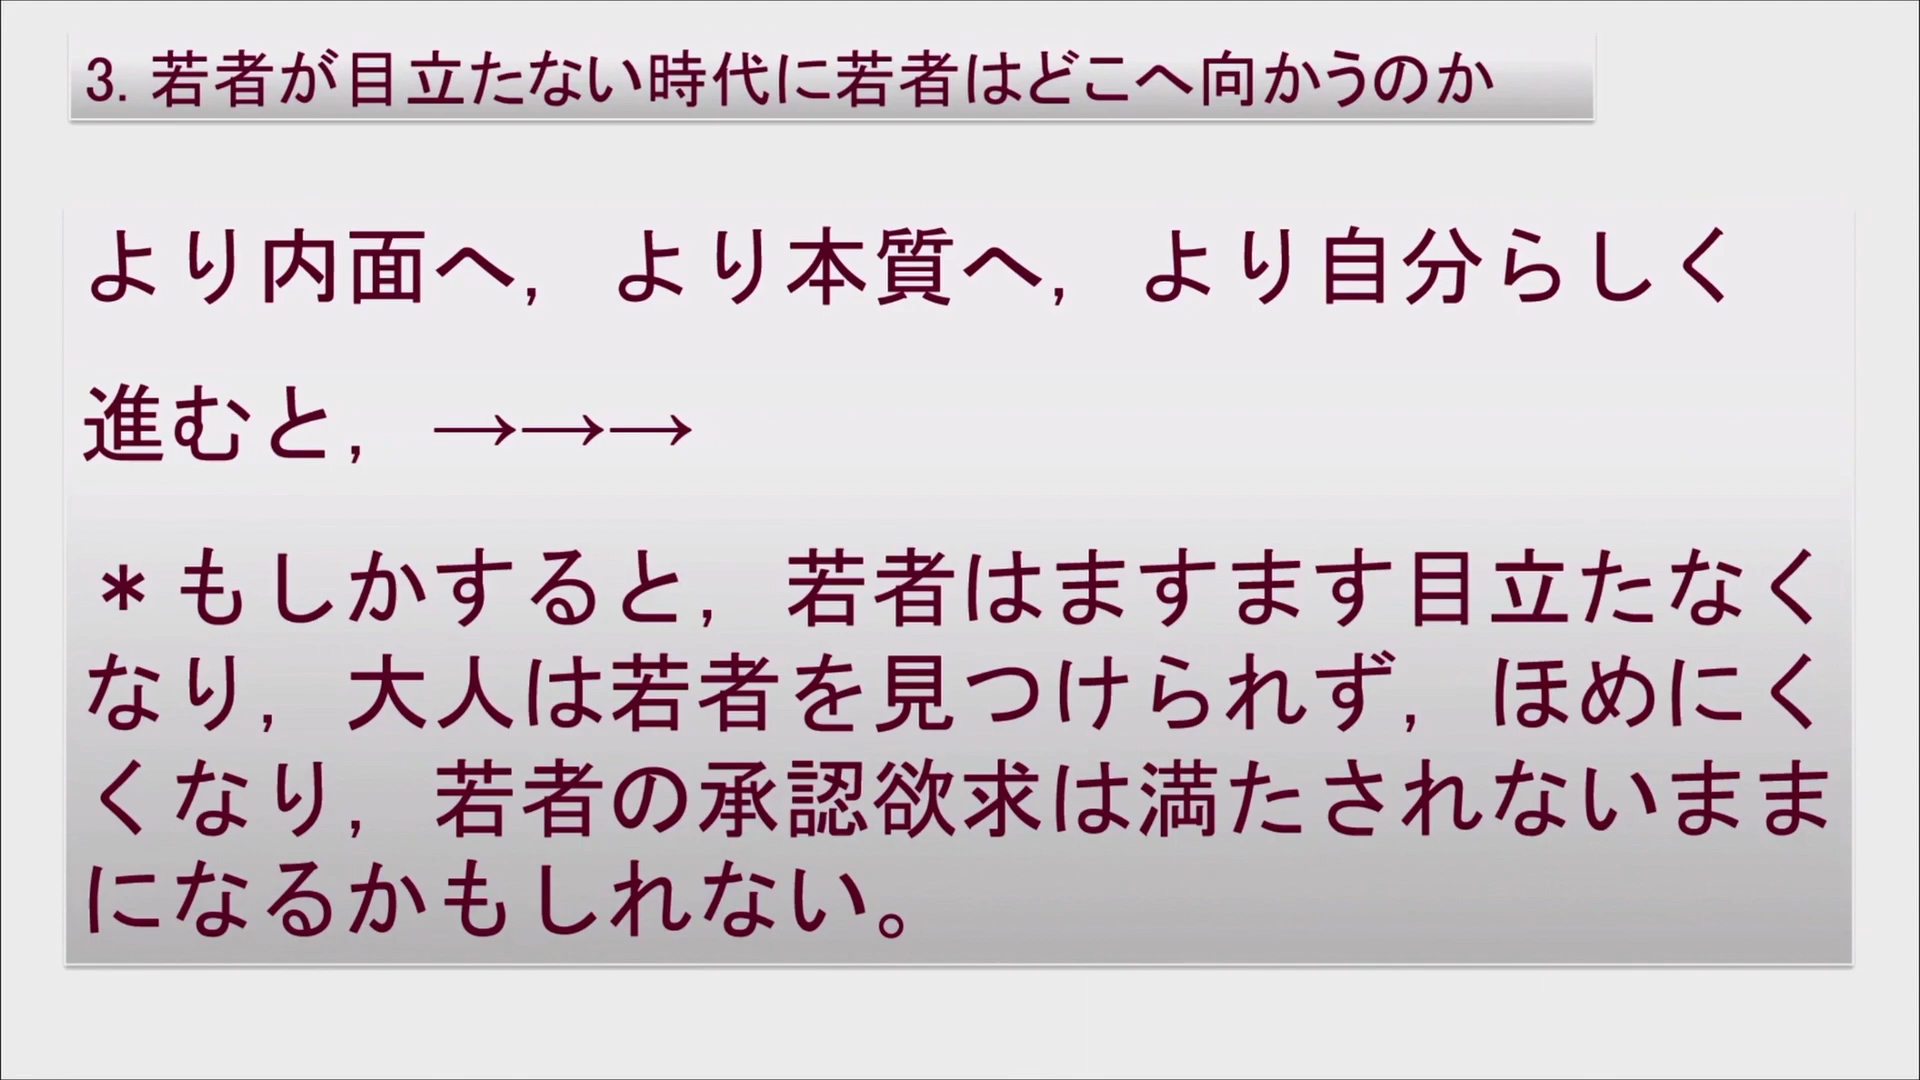 3. 若者が目立たない時代に若者はどこへ向かうのか
より内面へ，より本質へ，より自分らしく
進むと，→→→
＊もしかすると，若者はますます目立たなく
なり，大人は若者を見つけられず，ほめにく
くなり，若者の承認欲求は満たされないまま
になるかもしれない。